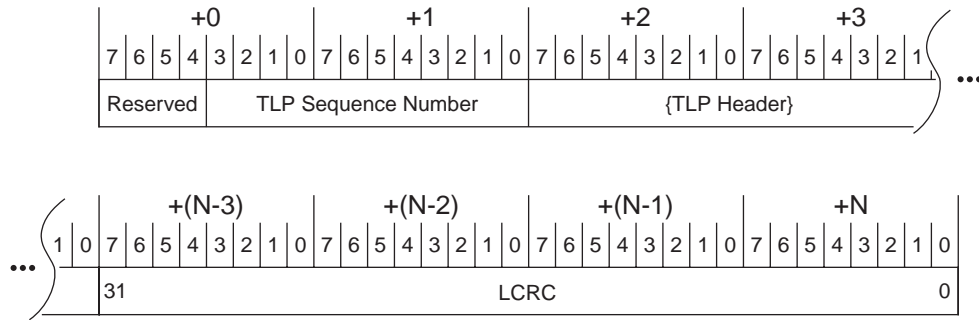 +0 +1 +2 +3
7 6 5 4 3 2 1 0 7 6 5 4 3 2 1 0 7 6 5 4 3 2 1 0 7 6 5 4 3 2 1
Reserved TLP Sequence Number {TLP Header}
+(N-3) +(N-2) +(N-1) +N
1 0 7 6 5 4 3 2 1 0 7 6 5 4 3 2 1 0 7 6 5 4 3 2 1 0 7 6 5 4 3 2 1 0
31 LCRC 0